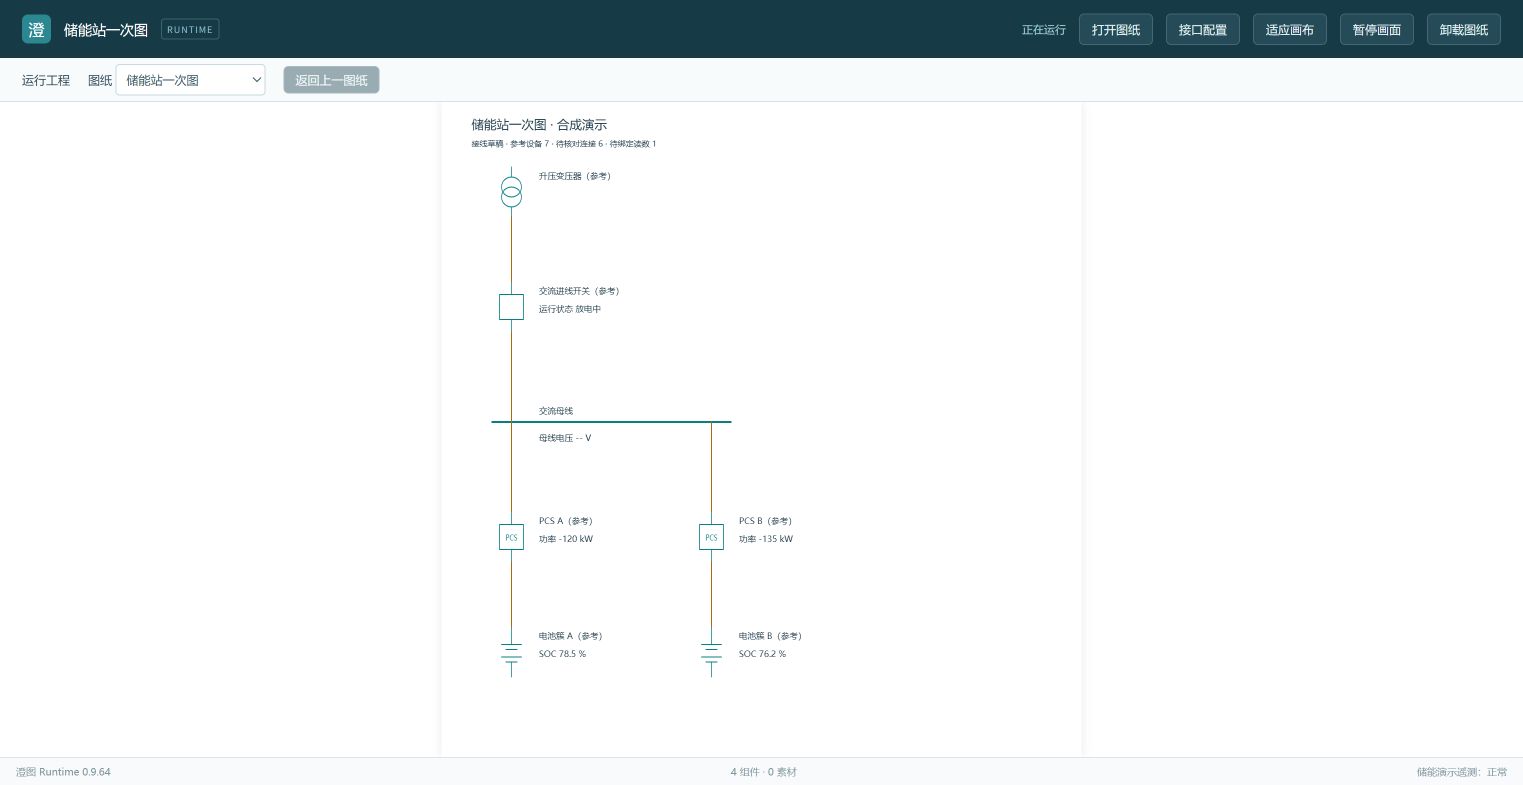 澄 储能站一次图 RUNTIME 正在运行 打开图纸 接口配置 适应画布 暂停画面 卸载图纸
运行工程 图纸 储能站一次图 返回上一图纸
储能站一次图 · 合成演示
接线草稿 · 参考设备 7 · 待核对连接 6 · 待绑定读数 1
升压变压器（参考）
交流进线开关（参考）
运行状态 放电中
交流母线
母线电压 -- V
PCS A（参考） PCS B（参考）
PCS 功率 -120 kW PCS 功率 -135 kW
电池簇 A（参考） 电池簇 B（参考）
SOC 78.5 % SOC 76.2 %
澄图 Runtime 0.9.64 4 组件 · 0 素材 储能演示遥测：正常